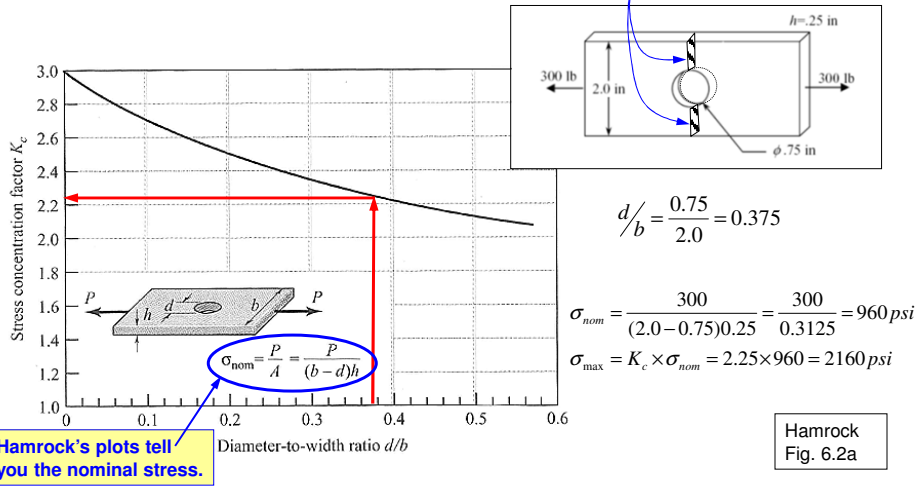 h=.25 in
300 lb
2.0 in
300 lb
ϕ.75 in
Stress concentration factor K_c
3.0
2.8
2.6
2.4
2.2
2.0
1.8
1.6
1.4
1.2
1.0
0
0.1
0.2
0.3
0.4
0.5
0.6
Diameter-to-width ratio d/b
P
d
h
b
P
σ_nom = P/A = P/((b – d)h)
Hamrock's plots tell
you the nominal stress.
d/b = 0.75/2.0 = 0.375
σ_nom = 300/((2.0 − 0.75)0.25) = 300/0.3125 = 960 psi
σ_max = K_c × σ_nom = 2.25 × 960 = 2160 psi
Hamrock
Fig. 6.2a